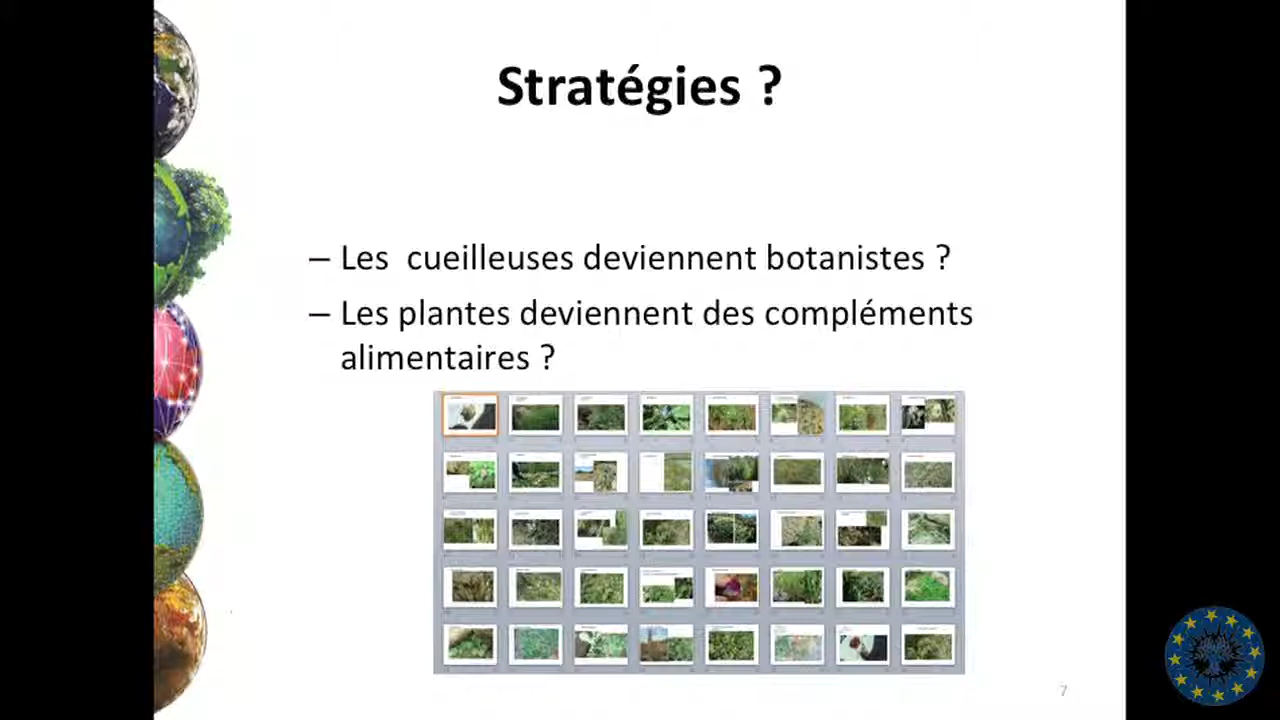 Stratégies ?
– Les cueilleuses deviennent botanistes ?
– Les plantes deviennent des compléments
alimentaires ?
7